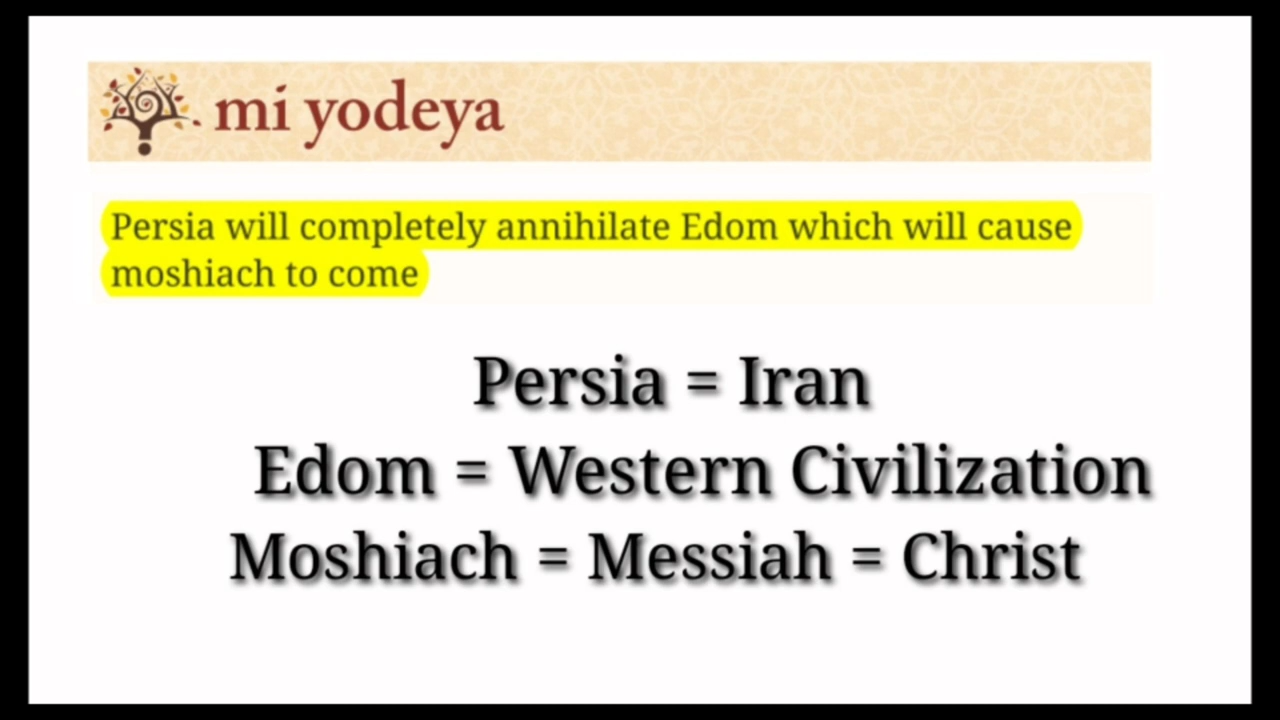 mi yodeya
Persia will completely annihilate Edom which will cause
moshiach to come
Persia = Iran
Edom = Western Civilization
Moshiach = Messiah = Christ